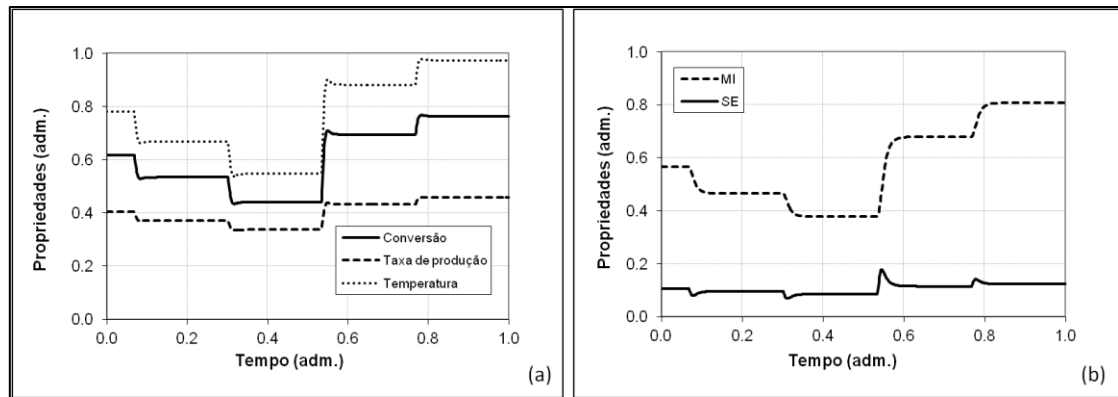 Propriedades (adm.)
1.0
0.8
0.6
0.4
0.2
0.0
Conversão
Taxa de produção
Temperatura
0.0 0.2 0.4 0.6 0.8 1.0
Tempo (adm.)
(a)
Propriedades (adm.)
1.0
0.8
0.6
0.4
0.2
0.0
MI
SE
0.0 0.2 0.4 0.6 0.8 1.0
Tempo (adm.)
(b)